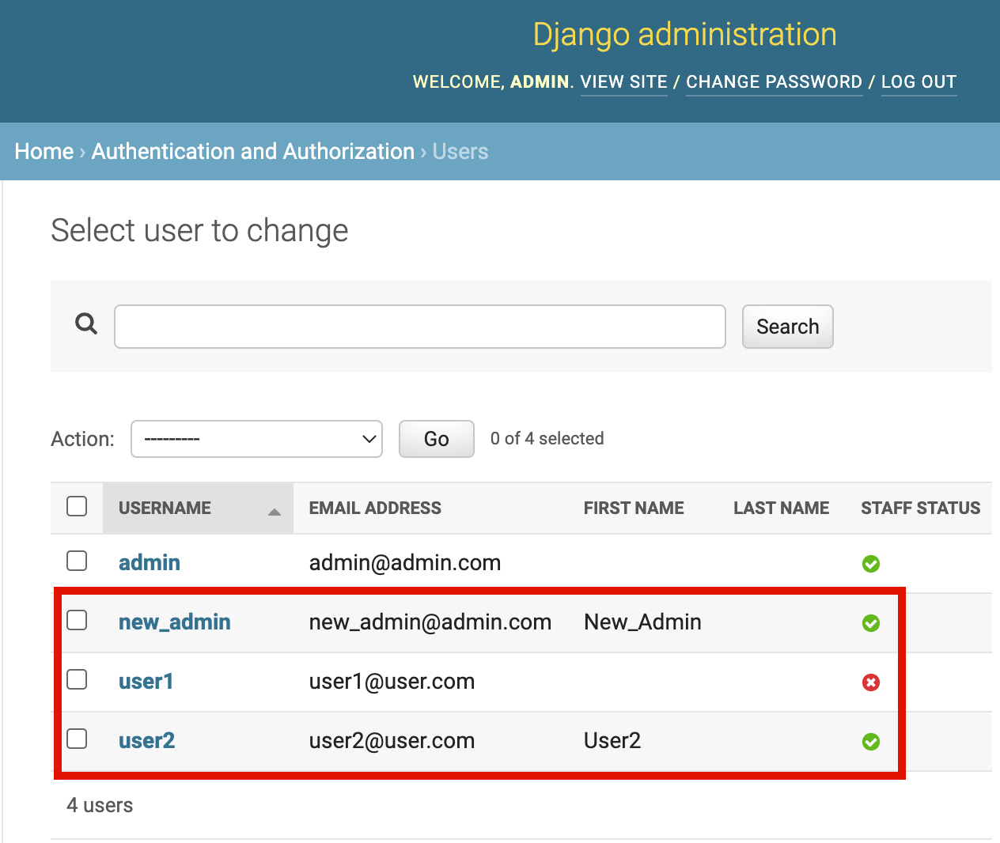 Django administration
WELCOME, ADMIN. VIEW SITE / CHANGE PASSWORD / LOG OUT
Home › Authentication and Authorization › Users
Select user to change
Search
Action: --------- Go 0 of 4 selected
USERNAME EMAIL ADDRESS FIRST NAME LAST NAME STAFF STATUS
admin admin@admin.com
new_admin new_admin@admin.com New_Admin
user1 user1@user.com
user2 user2@user.com User2
4 users